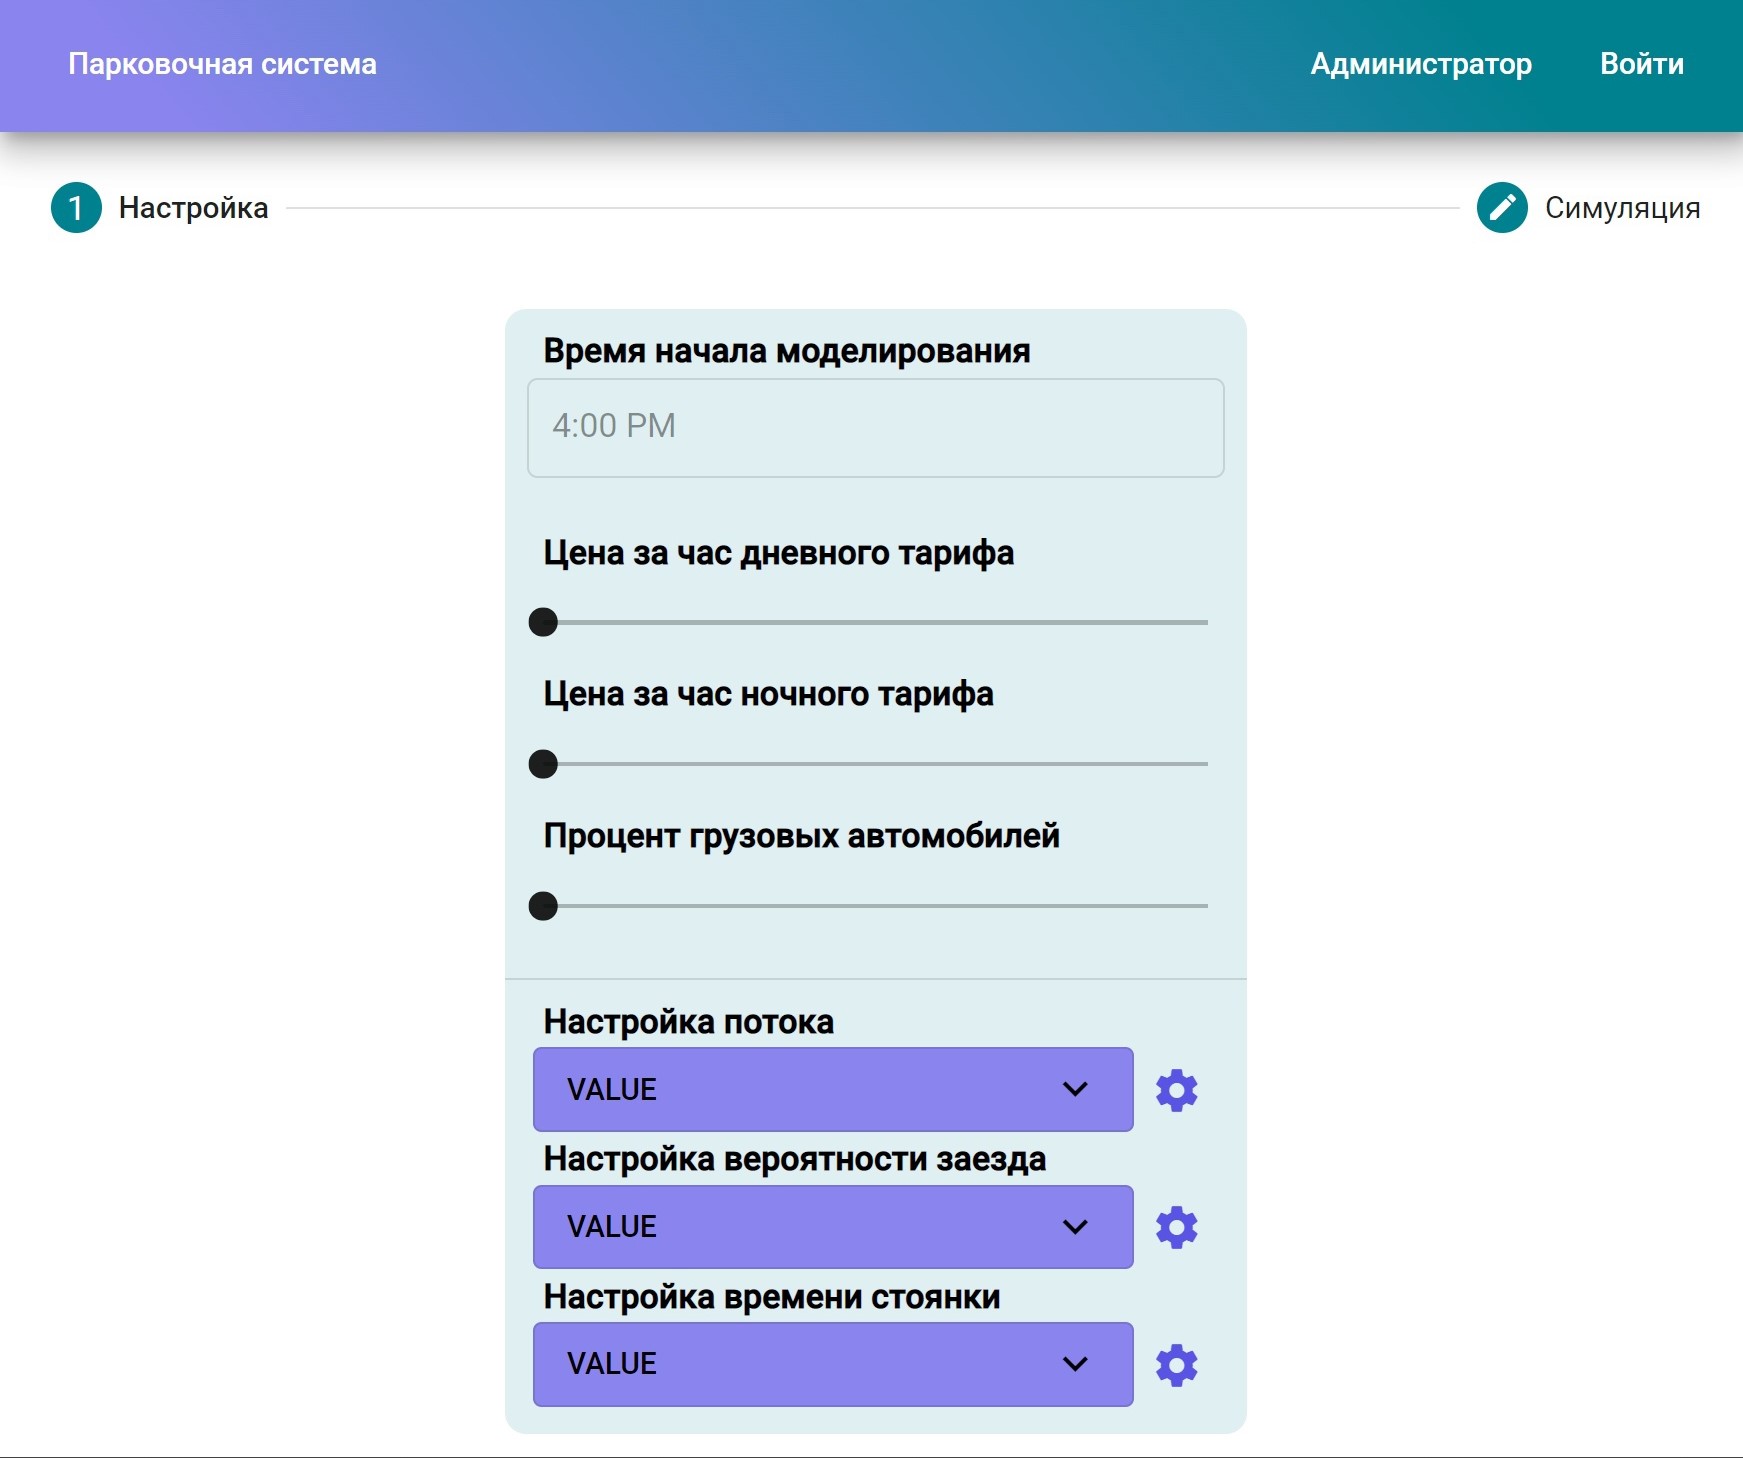 Парковочная система
Администратор
Войти
1
Настройка
Симуляция
Время начала моделирования
4:00 PM
Цена за час дневного тарифа
Цена за час ночного тарифа
Процент грузовых автомобилей
Настройка потока
VALUE
Настройка вероятности заезда
VALUE
Настройка времени стоянки
VALUE